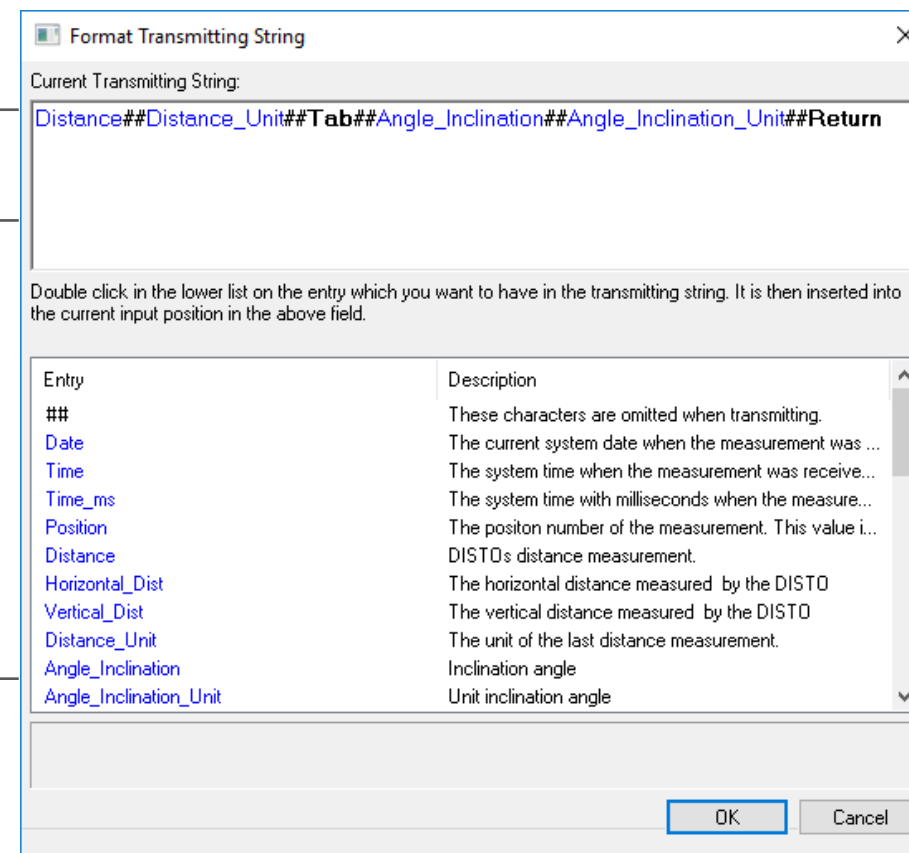 Format Transmitting String
Current Transmitting String:
Distance##Distance_Unit##Tab##Angle_Inclination##Angle_Inclination_Unit##Return
Double click in the lower list on the entry which you want to have in the transmitting string. It is then inserted into
the current input position in the above field.
Entry Description
## These characters are omitted when transmitting.
Date The current system date when the measurement was ...
Time The system time when the measurement was receive...
Time_ms The system time with milliseconds when the measure...
Position The positon number of the measurement. This value i...
Distance DISTOs distance measurement.
Horizontal_Dist The horizontal distance measured by the DISTO
Vertical_Dist The vertical distance measured by the DISTO
Distance_Unit The unit of the last distance measurement.
Angle_Inclination Inclination angle
Angle_Inclination_Unit Unit inclination angle
OK Cancel